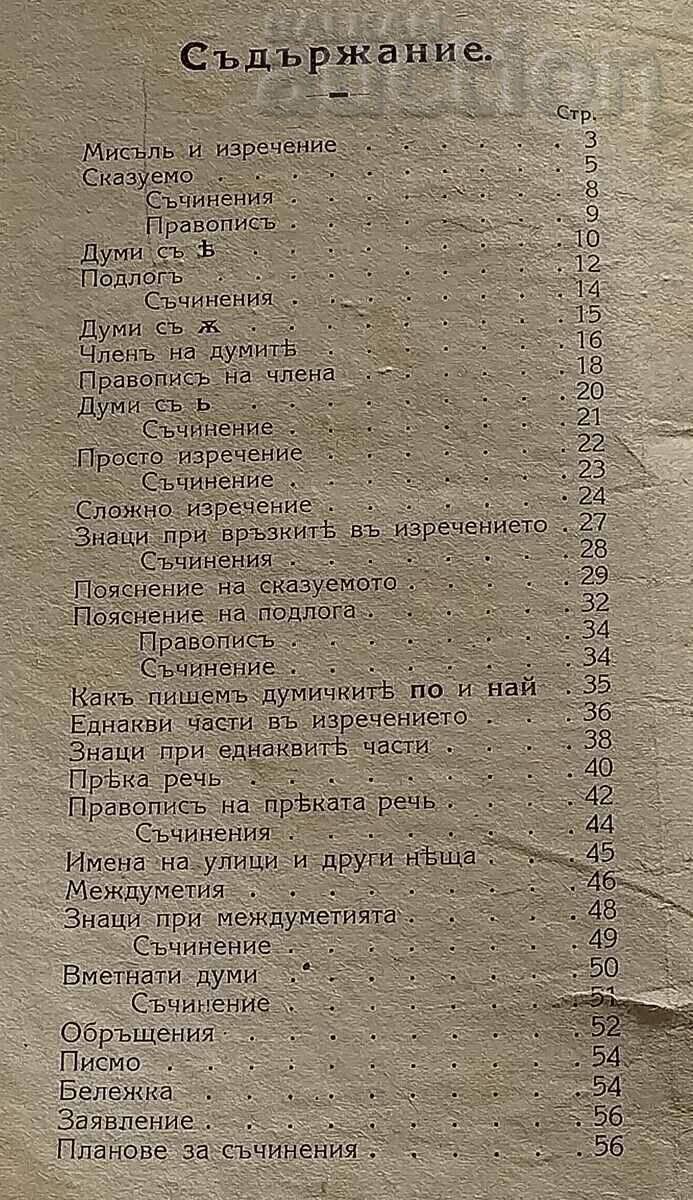 Съдържание.
Стр.
Мисъль и изречение . . . . . . 3
Сказуемо . . . . . . . . . 5
Съчинения . . . . . . . 8
Правописъ . . . . . . . 9
Думи съ ѣ . . . . . . . . 10
Подлогъ . . . . . . . . . 12
Съчинения . . . . . . . 14
Думи съ ѫ . . . . . . . . 15
Членъ на думитѣ . . . . . . 16
Правописъ на члена . . . . . 18
Думи съ ь . . . . . . . . 20
Съчинение . . . . . . . 21
Просто изречение . . . . . . 22
Съчинение . . . . . . . 23
Сложно изречение . . . . . . 24
Знаци при връзкитѣ въ изречението . 27
Съчинения . . . . . . . 28
Пояснение на сказуемото . . . . 29
Пояснение на подлога . . . . . 32
Правописъ . . . . . . . 34
Съчинение . . . . . . . 34
Какъ пишемъ думичкитѣ по и най . 35
Еднакви части въ изречението . . . 36
Знаци при еднаквитѣ части . . . . 38
Прѣка речь . . . . . . . . 40
Правописъ на прѣката речь . . . . 42
Съчинения . . . . . . . 44
Имена на улици и други нѣща . . . 45
Междуметия . . . . . . . . 46
Знаци при междуметията . . . . . 48
Съчинение . . . . . . . 49
Вметнати думи . . . . . . . 50
Съчинение . . . . . . . 51
Обръщения . . . . . . . . 52
Писмо . . . . . . . . . . 54
Бележка . . . . . . . . . 54
Заявление . . . . . . . . . 56
Планове за съчинения . . . . . . 56